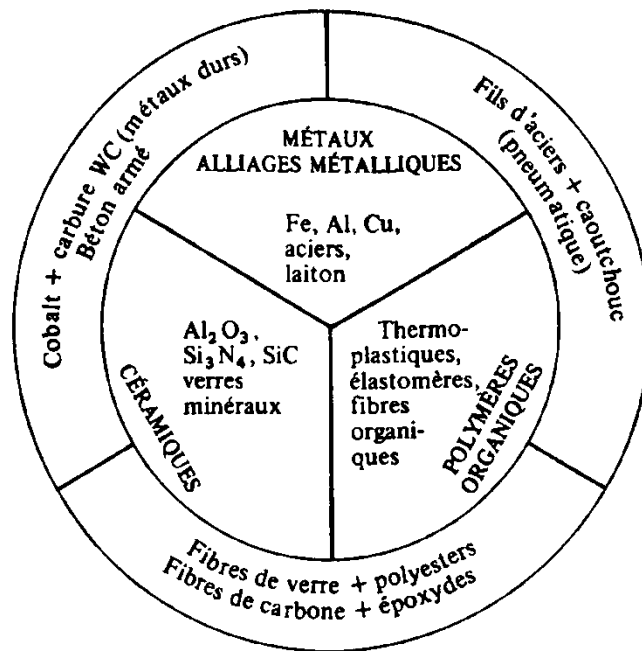 Cobalt + carbure WC (métaux durs)
Béton armé
Fils d'aciers + caoutchouc
(pneumatique)
MÉTAUX
ALLIAGES MÉTALLIQUES
Fe, Al, Cu,
aciers,
laiton
Al₂O₃,
Si₃N₄, SiC
verres
minéraux
CÉRAMIQUES
Thermo-
plastiques,
élastomères,
fibres
organi-
ques
POLYMÈRES
ORGANIQUES
Fibres de verre + polyesters
Fibres de carbone + époxydes